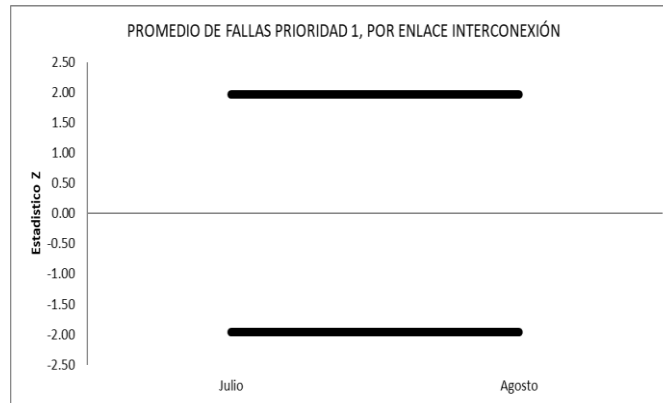 PROMEDIO DE FALLAS PRIORIDAD 1, POR ENLACE INTERCONEXIÓN
2.50
2.00
1.50
1.00
0.50
0.00
-0.50
-1.00
-1.50
-2.00
-2.50
Estadistico Z
Julio
Agosto